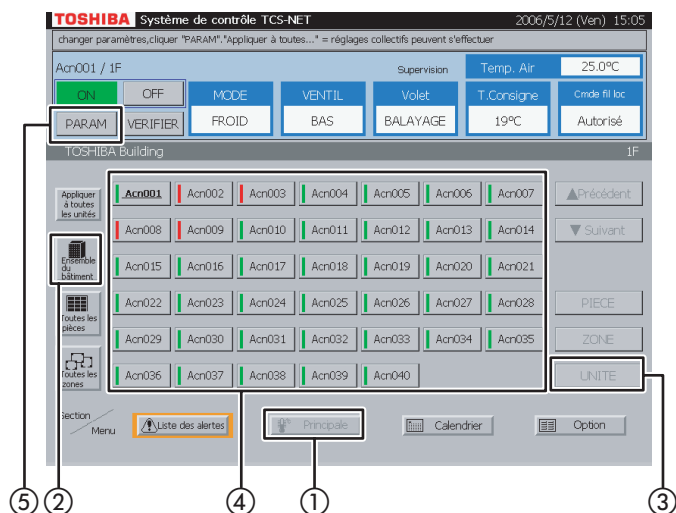 TOSHIBA Système de contrôle TCS-NET 2006/5/12 (Ven) 15:05
changer paramètres,cliquer "PARAM"."Appliquer à toutes..." = réglages collectifs peuvent s'effectuer
Acn001 / 1F Supervision Temp. Air 25.0ºC
ON OFF MODE VENTIL Volet T.Consigne Cmde fil loc
PARAM VERIFIER FROID BAS BALAYAGE 19ºC Autorisé
TOSHIBA Building 1F
Appliquer
à toutes
les unités
Acn001 Acn002 Acn003 Acn004 Acn005 Acn006 Acn007 ▲Précédent
Acn008 Acn009 Acn010 Acn011 Acn012 Acn013 Acn014 ▼ Suivant
Ensemble
du
bâtiment
Acn015 Acn016 Acn017 Acn018 Acn019 Acn020 Acn021
Acn022 Acn023 Acn024 Acn025 Acn026 Acn027 Acn028 PIECE
Toutes les
pièces
Acn029 Acn030 Acn031 Acn032 Acn033 Acn034 Acn035 ZONE
Acn036 Acn037 Acn038 Acn039 Acn040 UNITE
Toutes les
zones
Section
Menu
Liste des alertes Principale Calendrier Option
⑤ ② ④ ① ③